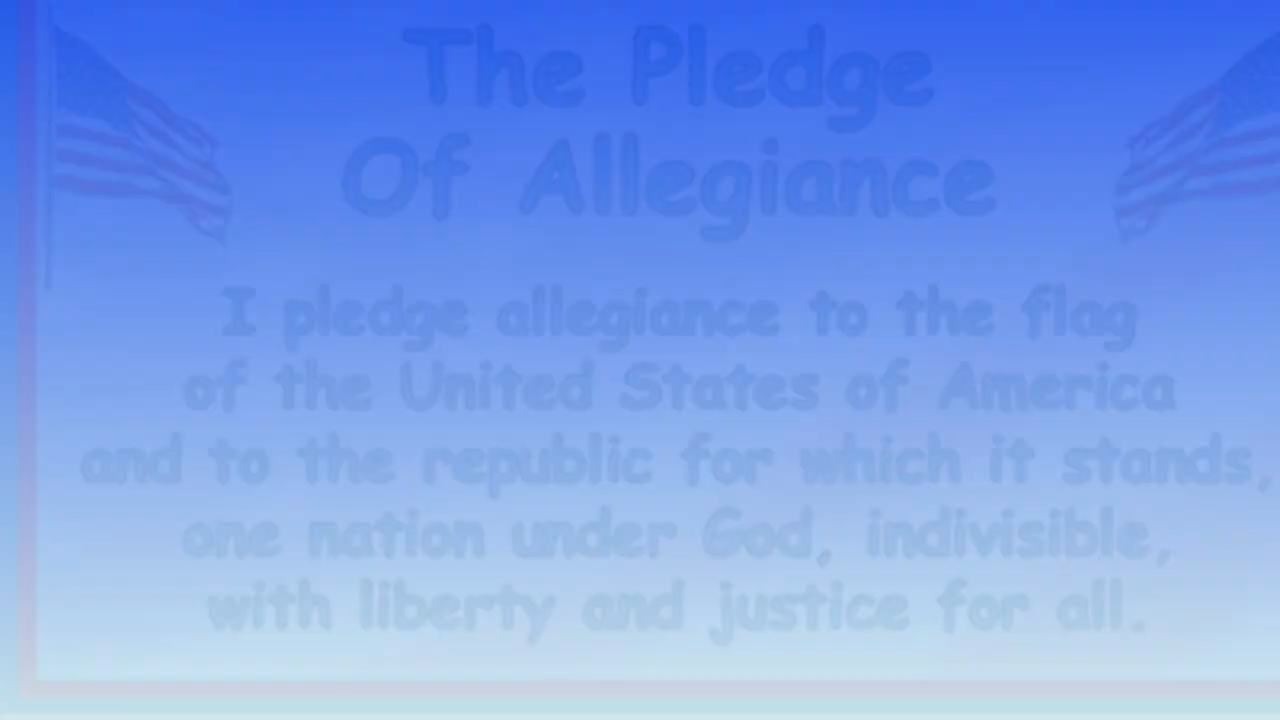 The Pledge
Of Allegiance
I pledge allegiance to the flag
of the United States of America
and to the republic for which it stands,
one nation under God, indivisible,
with liberty and justice for all.